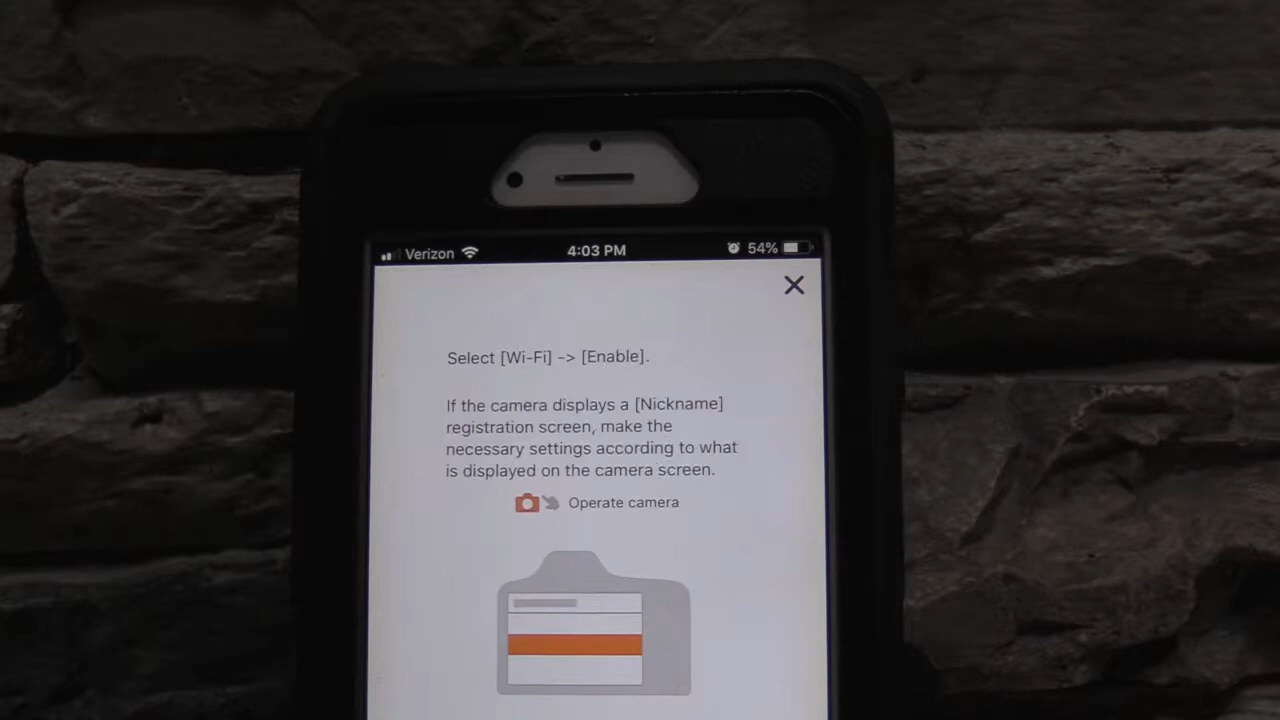 Verizon 4:03 PM 54%
Select [Wi-Fi] -> [Enable].
If the camera displays a [Nickname]
registration screen, make the
necessary settings according to what
is displayed on the camera screen.
Operate camera